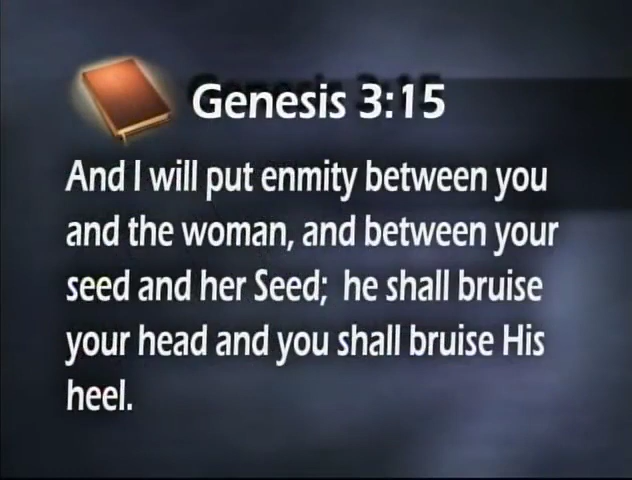 Genesis 3:15
And I will put enmity between you
and the woman, and between your
seed and her Seed;  he shall bruise
your head and you shall bruise His
heel.